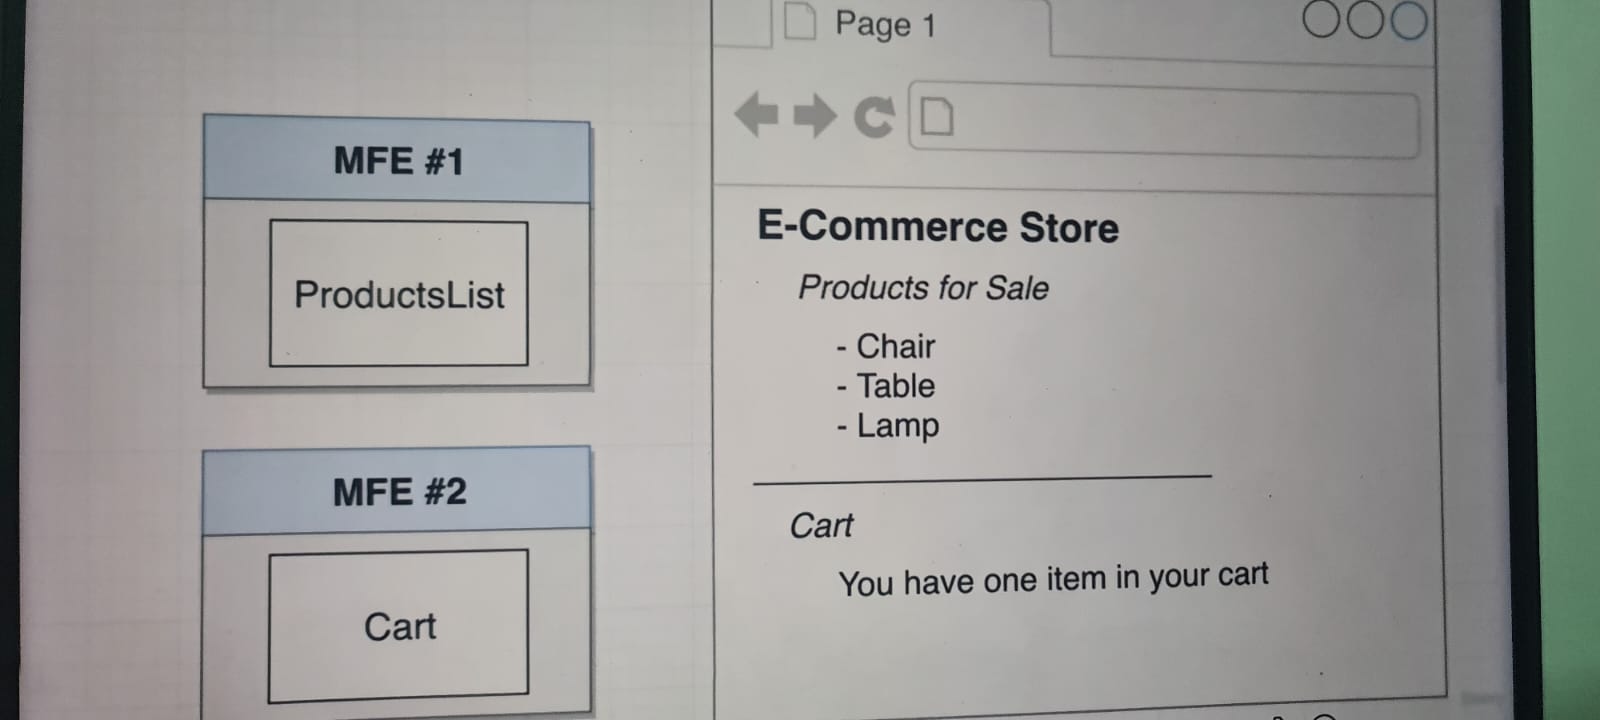 MFE #1
ProductsList
MFE #2
Cart
Page 1
E-Commerce Store
Products for Sale
- Chair
- Table
- Lamp
Cart
You have one item in your cart